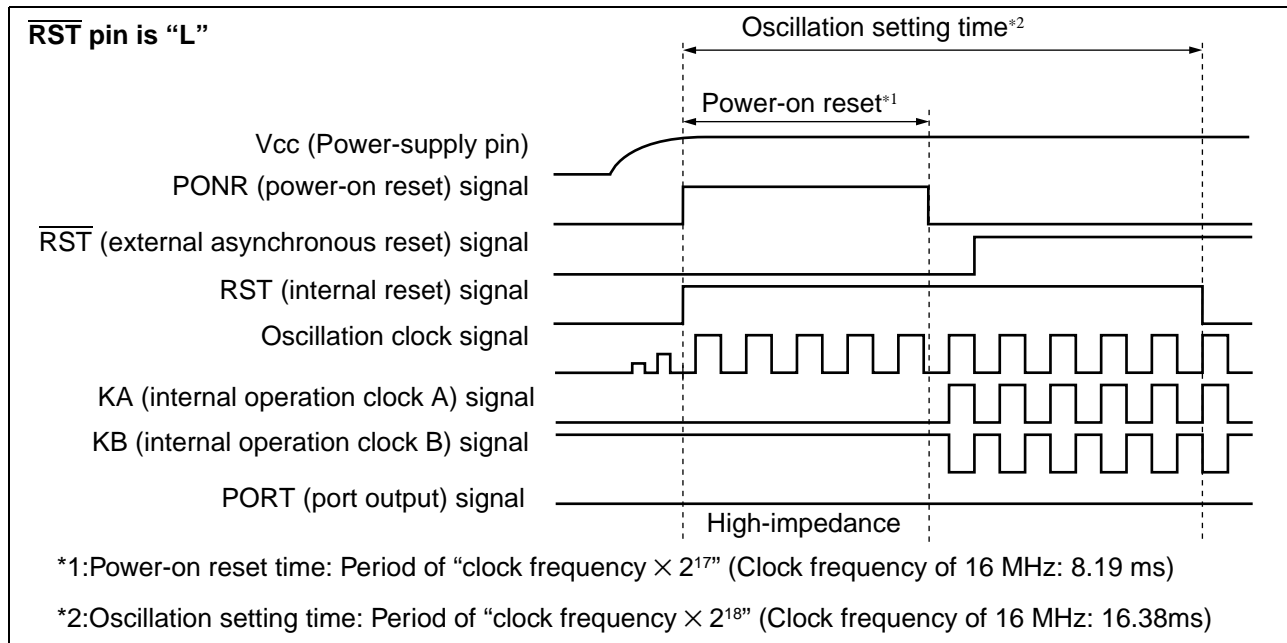 R̅S̅T̅ pin is “L”
Oscillation setting time*2
Power-on reset*1
Vcc (Power-supply pin)
PONR (power-on reset) signal
R̅S̅T̅ (external asynchronous reset) signal
RST (internal reset) signal
Oscillation clock signal
KA (internal operation clock A) signal
KB (internal operation clock B) signal
PORT (port output) signal
High-impedance
*1:Power-on reset time: Period of “clock frequency × 2¹⁷” (Clock frequency of 16 MHz: 8.19 ms)
*2:Oscillation setting time: Period of “clock frequency × 2¹⁸” (Clock frequency of 16 MHz: 16.38ms)